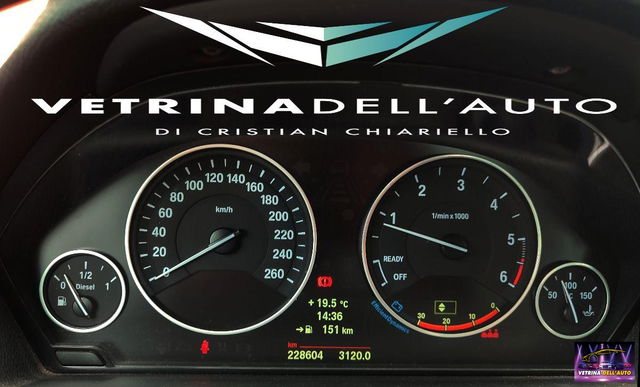 VETRINADELL'AUTO
DI CRISTIAN CHIARIELLO
0 20 40 60 80 100 120 140 160 180 200 220 240 260
km/h
1 2 3 4 5 6
1/min x 1000
READY
OFF
0 1/2 1
Diesel
50 100 150
°C
EfficientDynamics
30 20 10 0
+ 19.5 °C
14:36
151 km
km
228604 3120.0
VETRINA DELL'AUTO